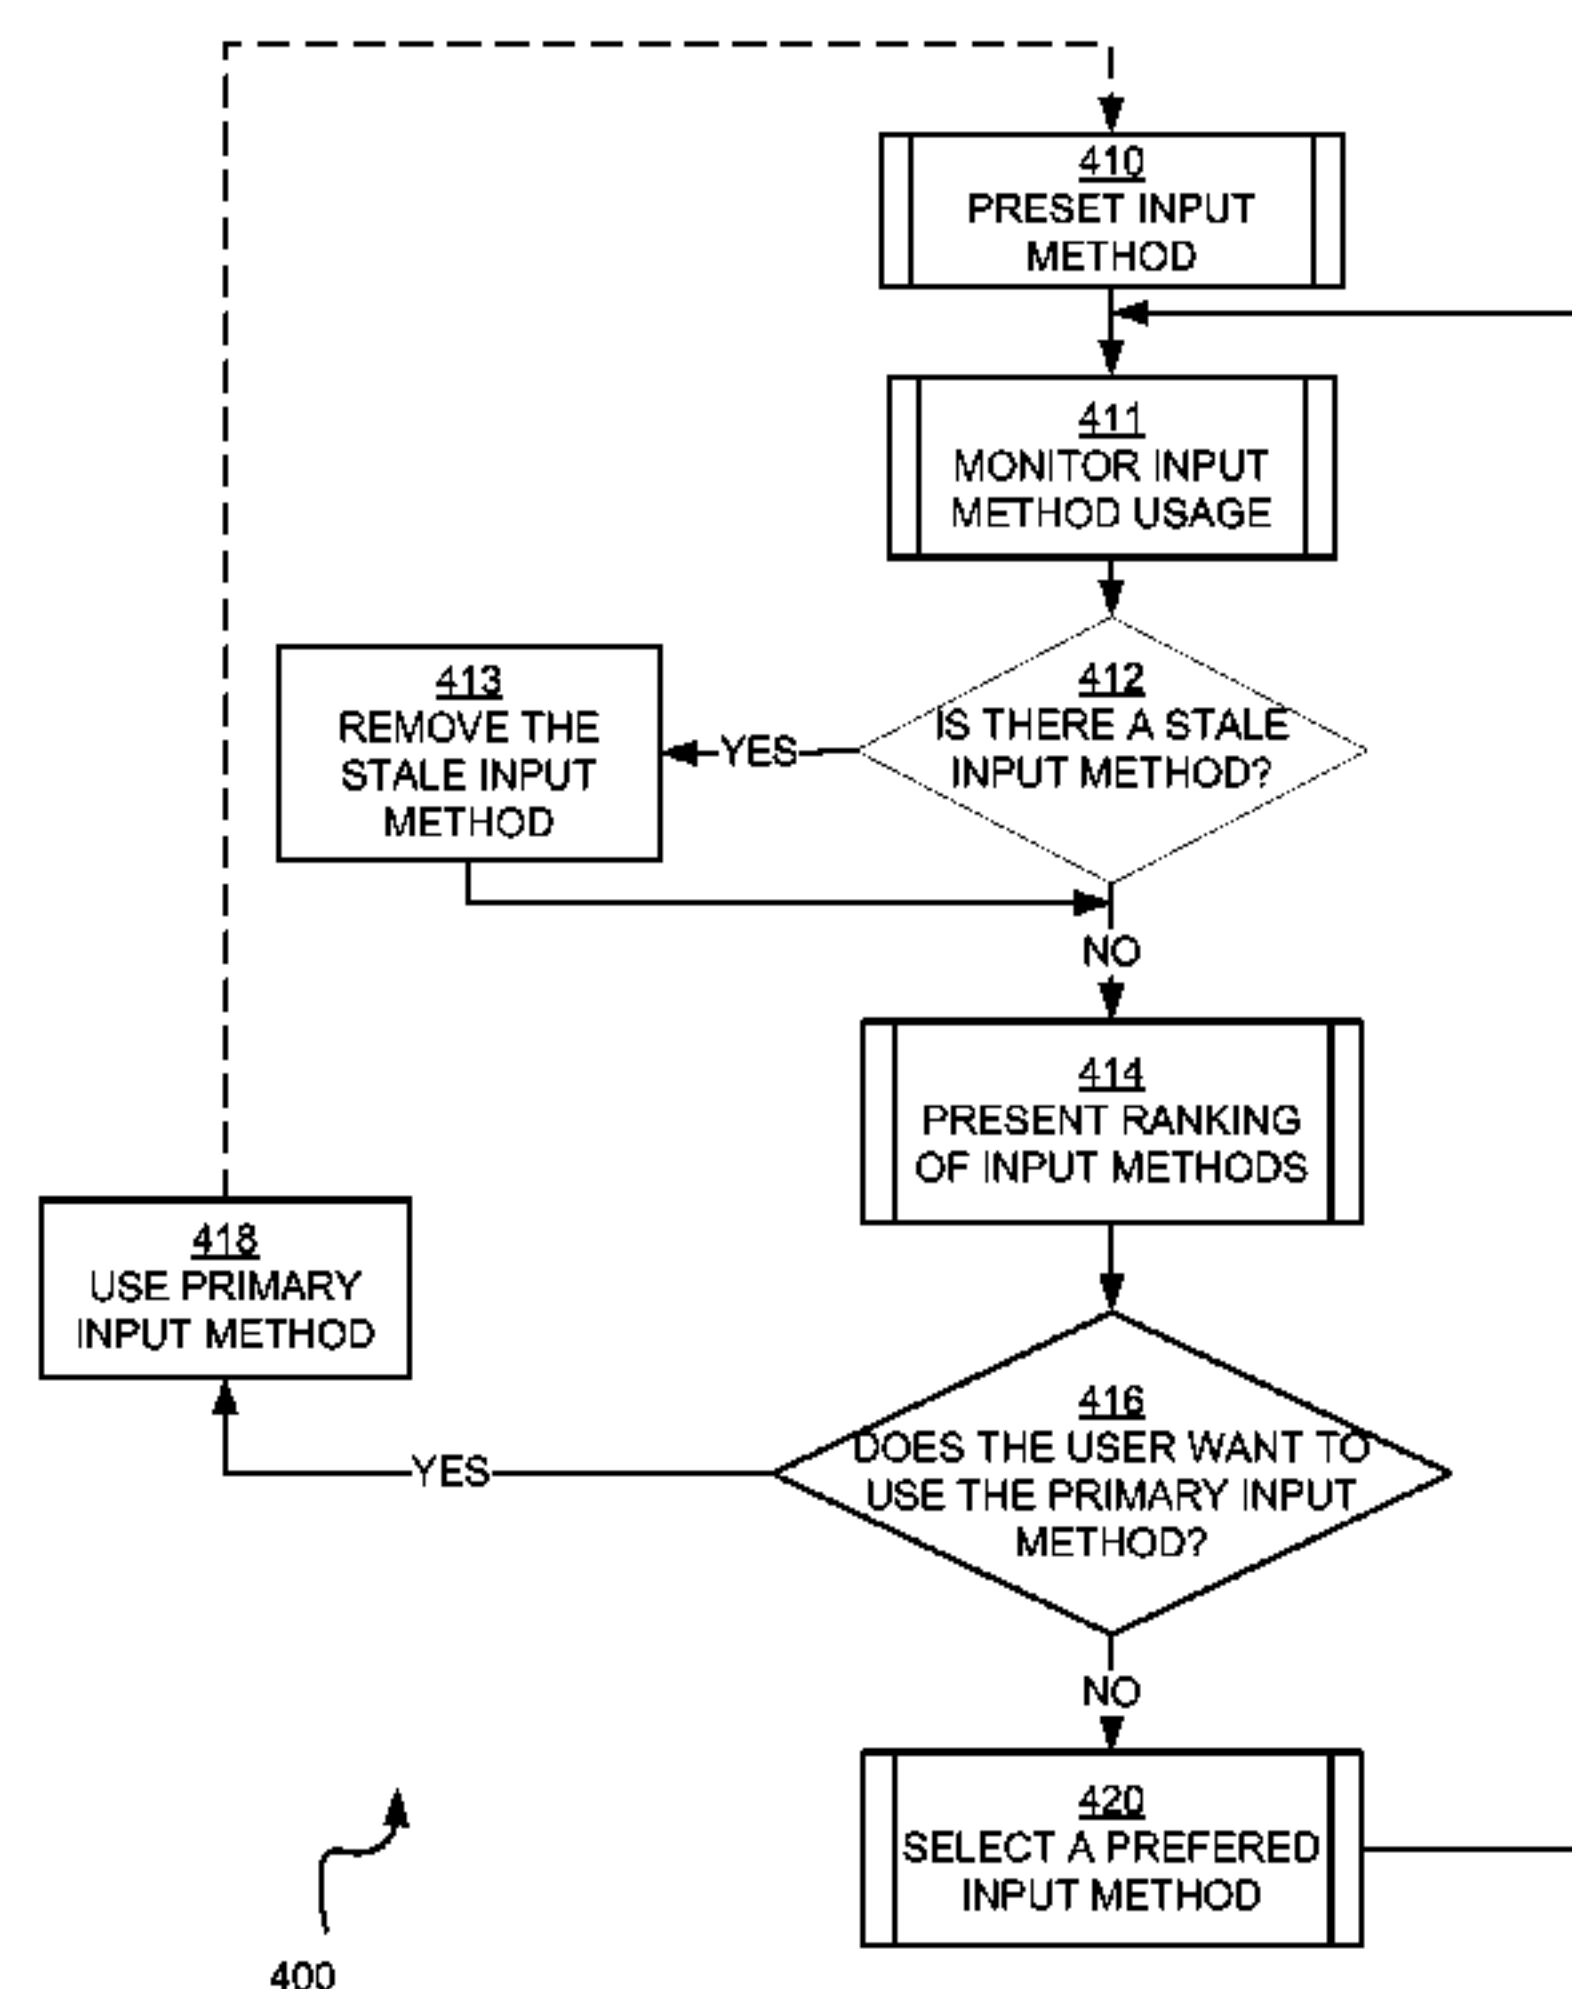 410
PRESET INPUT
METHOD
411
MONITOR INPUT
METHOD USAGE
412
IS THERE A STALE
INPUT METHOD?
YES
413
REMOVE THE
STALE INPUT
METHOD
NO
414
PRESENT RANKING
OF INPUT METHODS
416
DOES THE USER WANT TO
USE THE PRIMARY INPUT
METHOD?
YES
418
USE PRIMARY
INPUT METHOD
NO
420
SELECT A PREFERED
INPUT METHOD
400